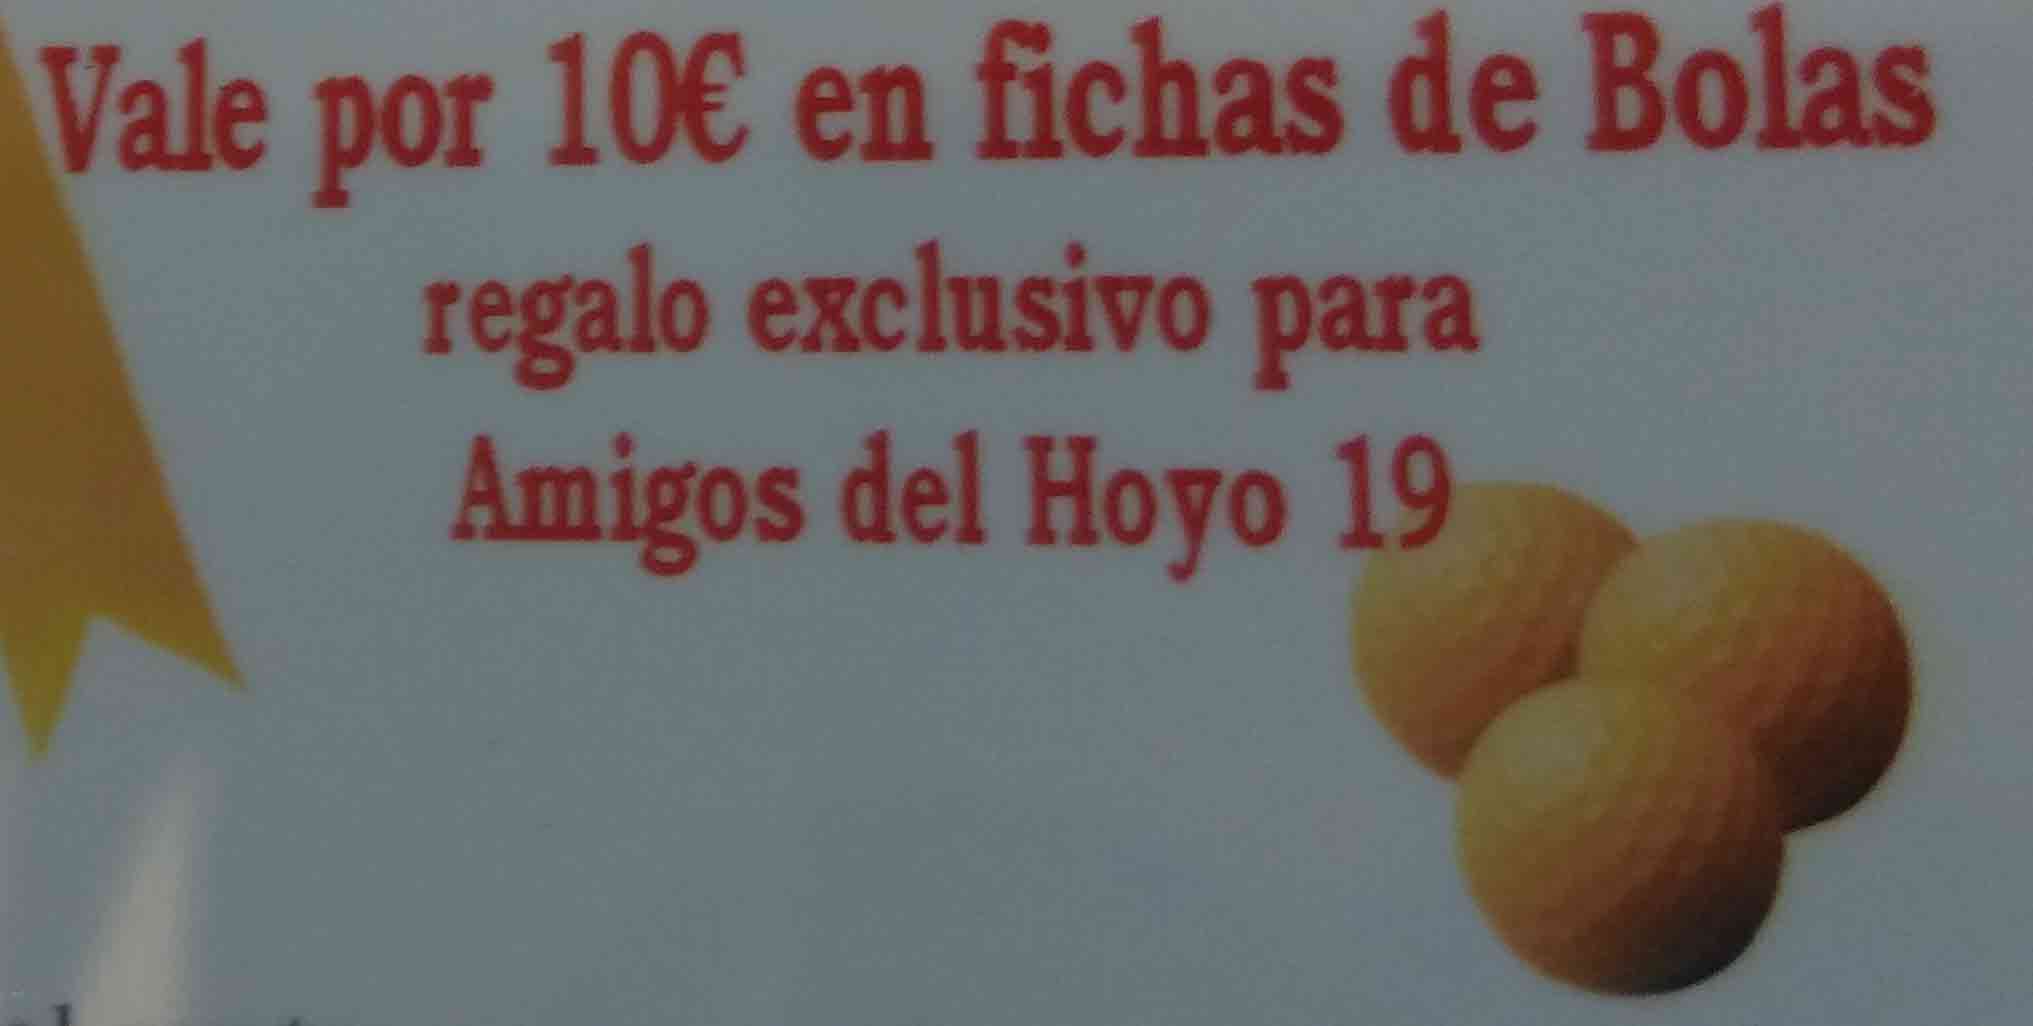 Vale por 10€ en fichas de Bolas
regalo exclusivo para
Amigos del Hoyo 19